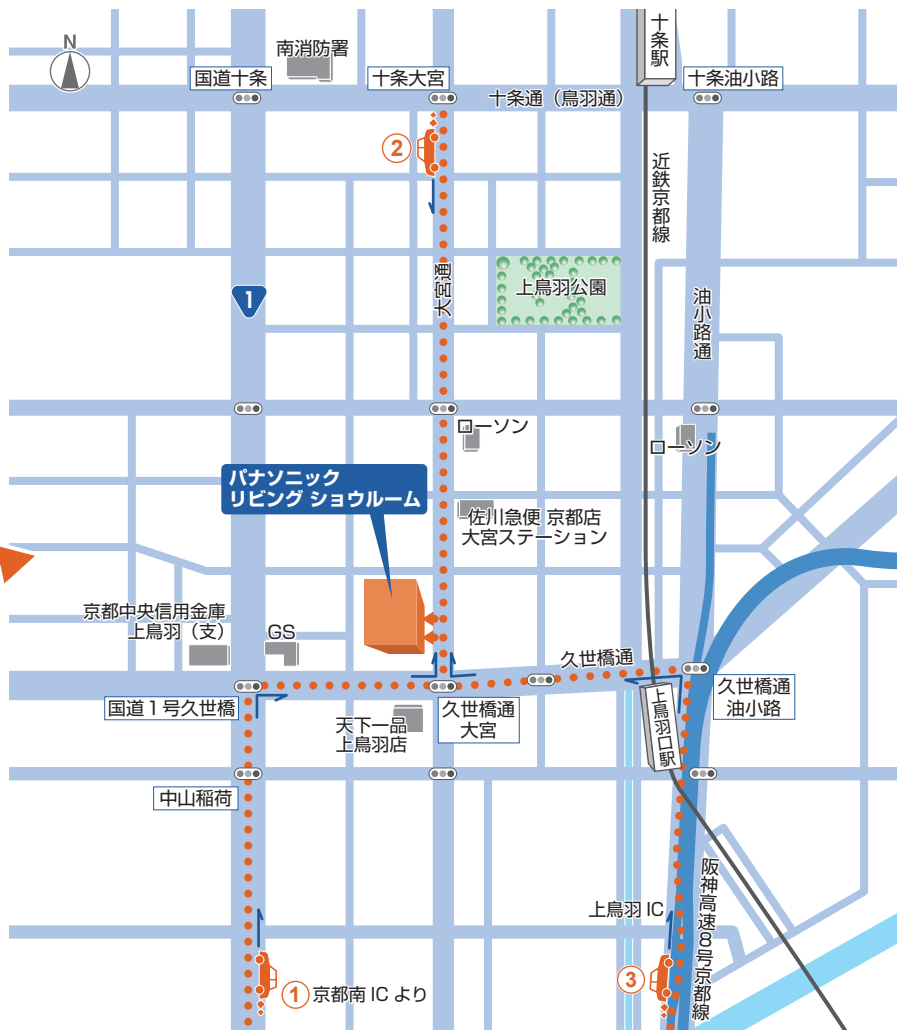 N
南消防署
国道十条
十条大宮
十条通（鳥羽通）
十条駅
十条油小路
②
近鉄京都線
大宮通
上鳥羽公園
1
油小路通
ローソン
ローソン
パナソニック
リビング ショウルーム
佐川急便 京都店
大宮ステーション
京都中央信用金庫
上鳥羽（支）
GS
久世橋通
国道１号久世橋
天下一品
上鳥羽店
久世橋通
大宮
上鳥羽口駅
久世橋通
油小路
中山稲荷
上鳥羽 IC
阪神高速8号京都線
① 京都南 IC より
③